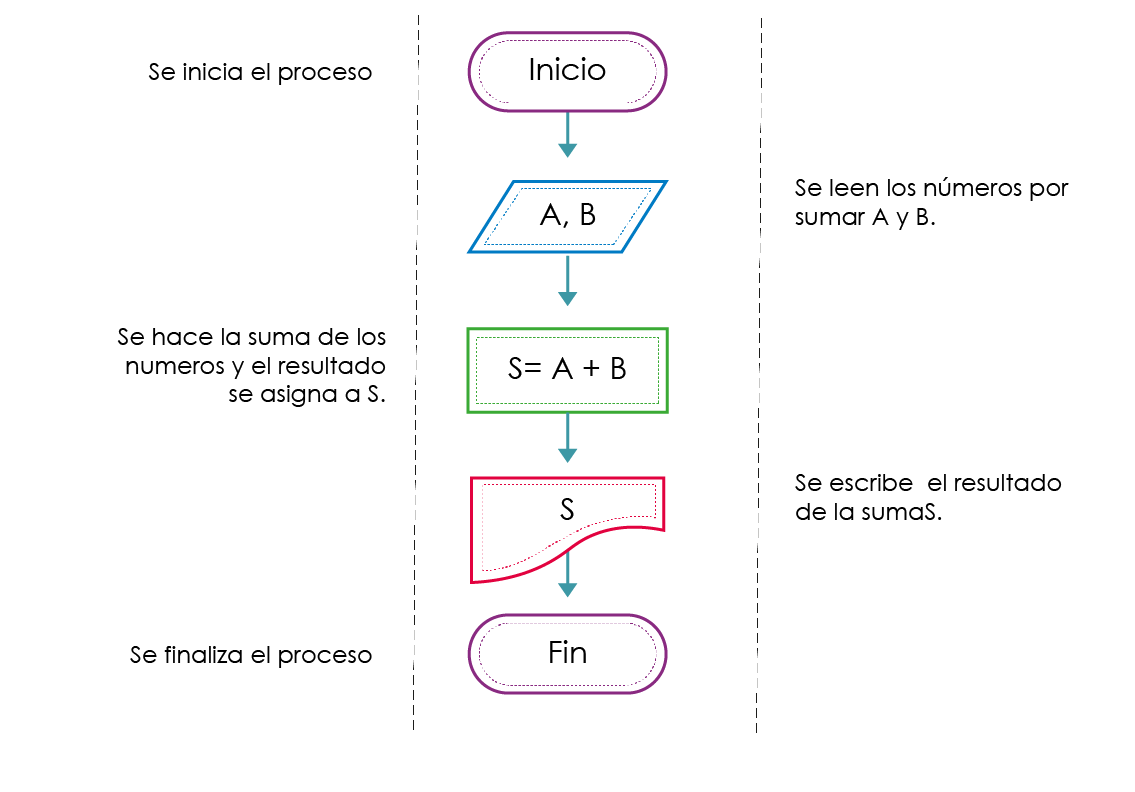 Se inicia el proceso
Inicio
A, B
Se leen los números por
sumar A y B.
Se hace la suma de los
numeros y el resultado
se asigna a S.
S= A + B
S
Se escribe  el resultado
de la sumaS.
Se finaliza el proceso
Fin